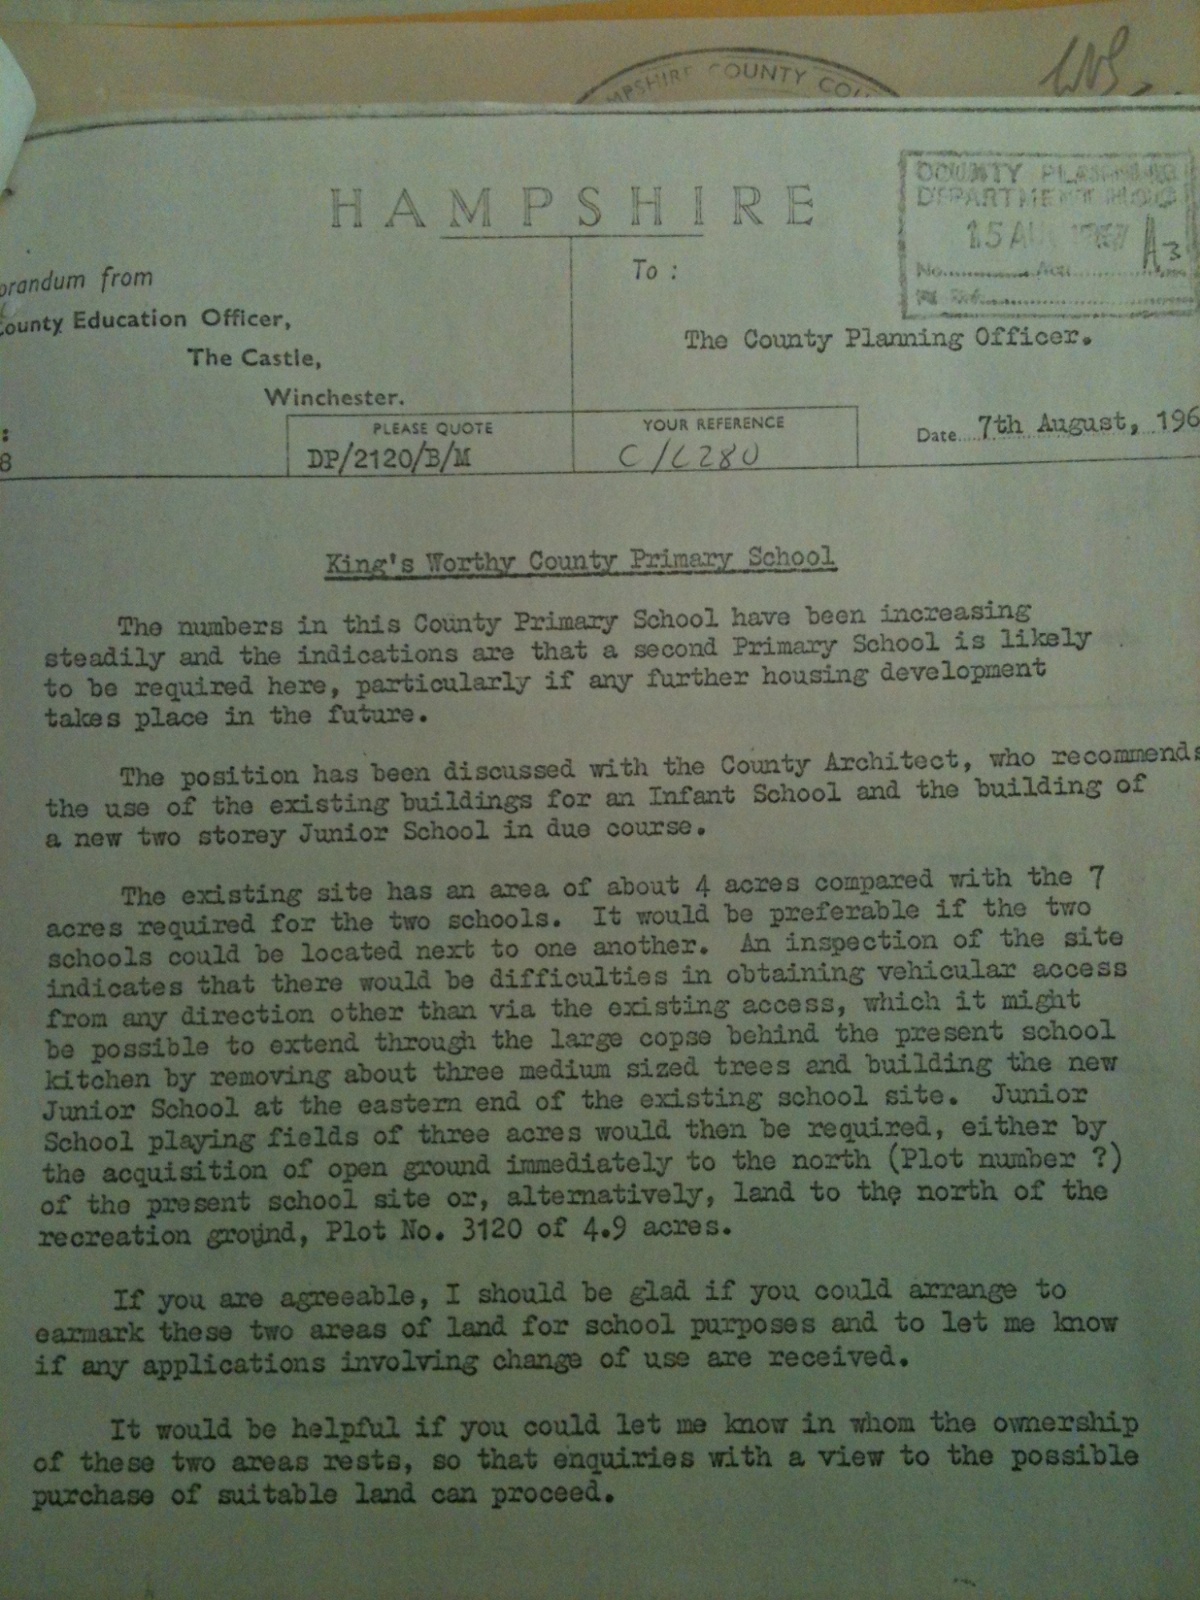 MPSHIRE COUNTY COU
HAMPSHIRE
COUNTY PLANNING
DEPARTMENT
15 AUG 1967
A3
No.
orandum from
County Education Officer,
The Castle,
Winchester.
To :
The County Planning Officer.
:
8
PLEASE QUOTE
DP/2120/B/M
YOUR REFERENCE
C/L280
Date 7th August, 196
King's Worthy County Primary School
The numbers in this County Primary School have been increasing
steadily and the indications are that a second Primary School is likely
to be required here, particularly if any further housing development
takes place in the future.
The position has been discussed with the County Architect, who recommends
the use of the existing buildings for an Infant School and the building of
a new two storey Junior School in due course.
The existing site has an area of about 4 acres compared with the 7
acres required for the two schools. It would be preferable if the two
schools could be located next to one another. An inspection of the site
indicates that there would be difficulties in obtaining vehicular access
from any direction other than via the existing access, which it might
be possible to extend through the large copse behind the present school
kitchen by removing about three medium sized trees and building the new
Junior School at the eastern end of the existing school site. Junior
School playing fields of three acres would then be required, either by
the acquisition of open ground immediately to the north (Plot number ?)
of the present school site or, alternatively, land to the north of the
recreation ground, Plot No. 3120 of 4.9 acres.
If you are agreeable, I should be glad if you could arrange to
earmark these two areas of land for school purposes and to let me know
if any applications involving change of use are received.
It would be helpful if you could let me know in whom the ownership
of these two areas rests, so that enquiries with a view to the possible
purchase of suitable land can proceed.